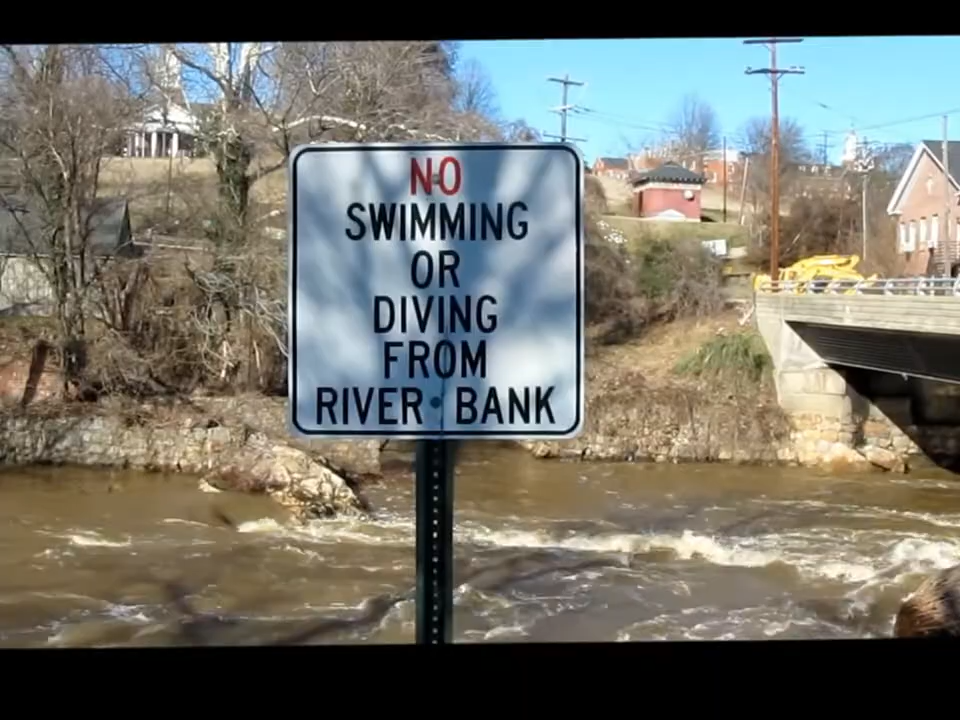 NO
SWIMMING
OR
DIVING
FROM
RIVER BANK